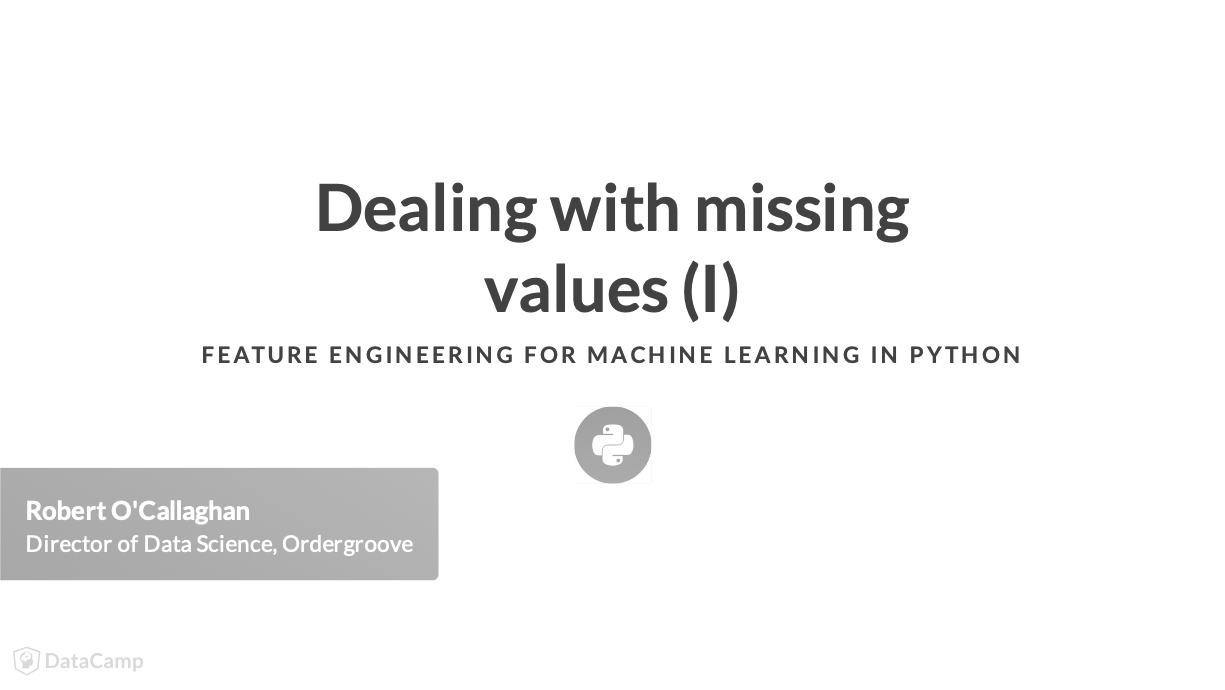 Dealing with missing
values (I)
FEATURE ENGINEERING FOR MACHINE LEARNING IN PYTHON
Robert O'Callaghan
Director of Data Science, Ordergroove
DataCamp